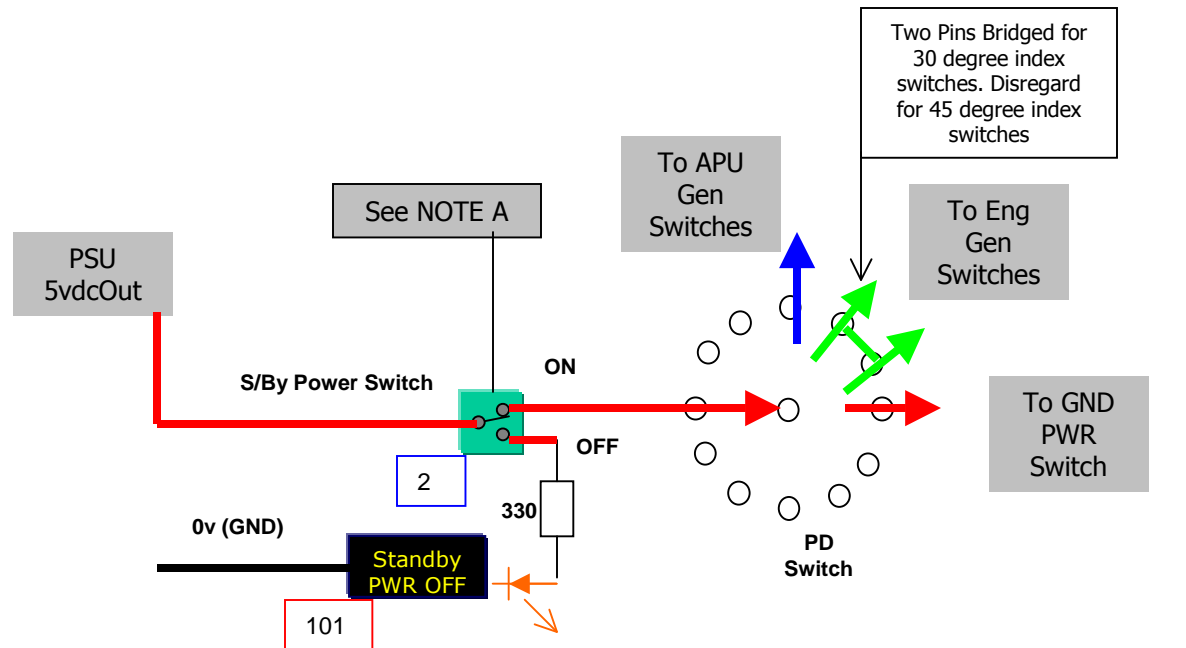 Two Pins Bridged for
30 degree index
switches. Disregard
for 45 degree index
switches
To APU
Gen
Switches
See NOTE A
To Eng
Gen
Switches
PSU
5vdcOut
ON
S/By Power Switch
To GND
PWR
Switch
OFF
2
330
0v (GND)
PD
Switch
Standby
PWR OFF
101